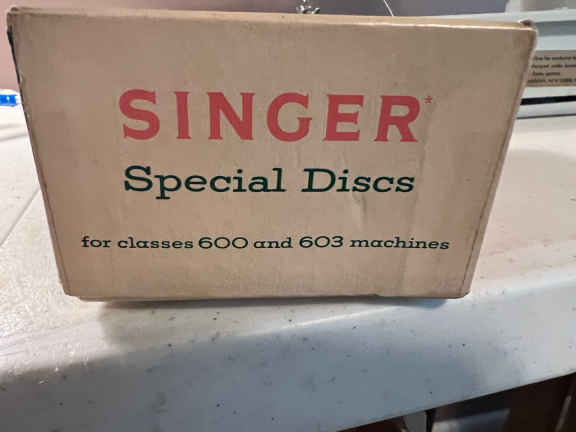 SINGER*
Special Discs
for classes 600 and 603 machines